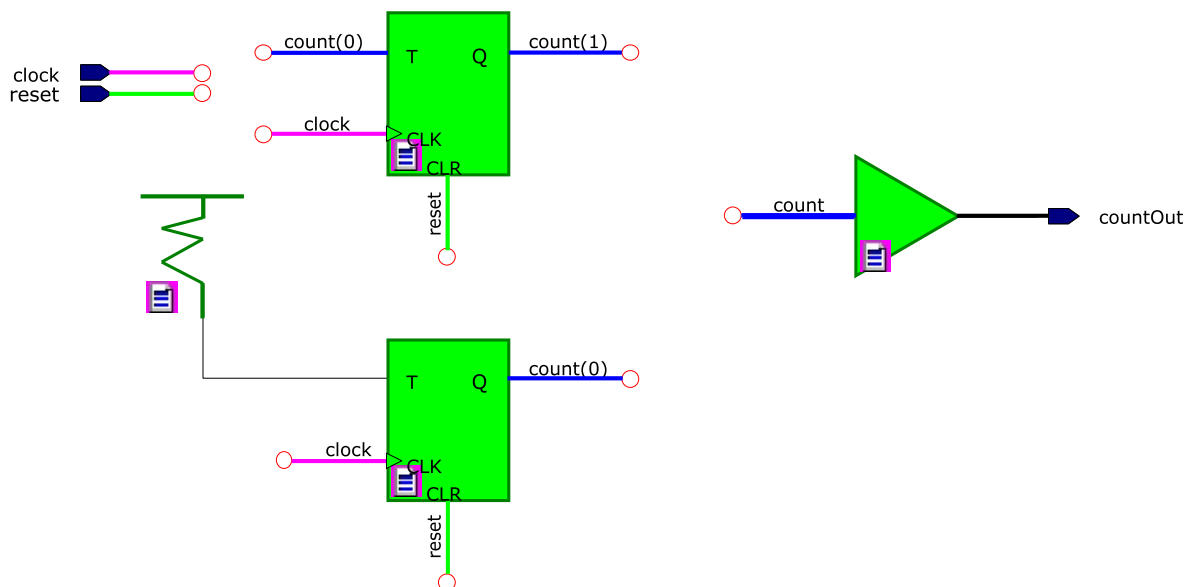 clock
reset
count(0)
T
Q
count(1)
clock
CLK
CLR
reset
count
countOut
T
Q
count(0)
clock
CLK
CLR
reset